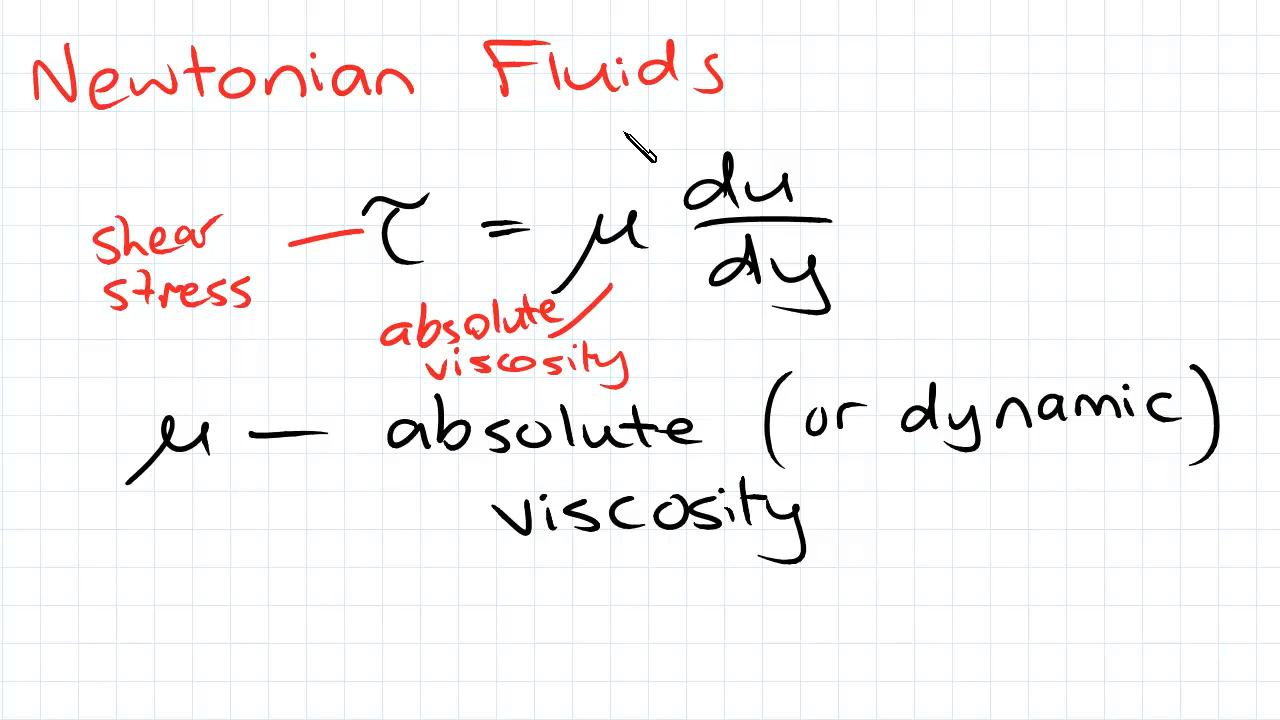 Newtonian Fluids
shear
stress — τ = μ du/dy
absolute
viscosity
μ — absolute (or dynamic)
viscosity